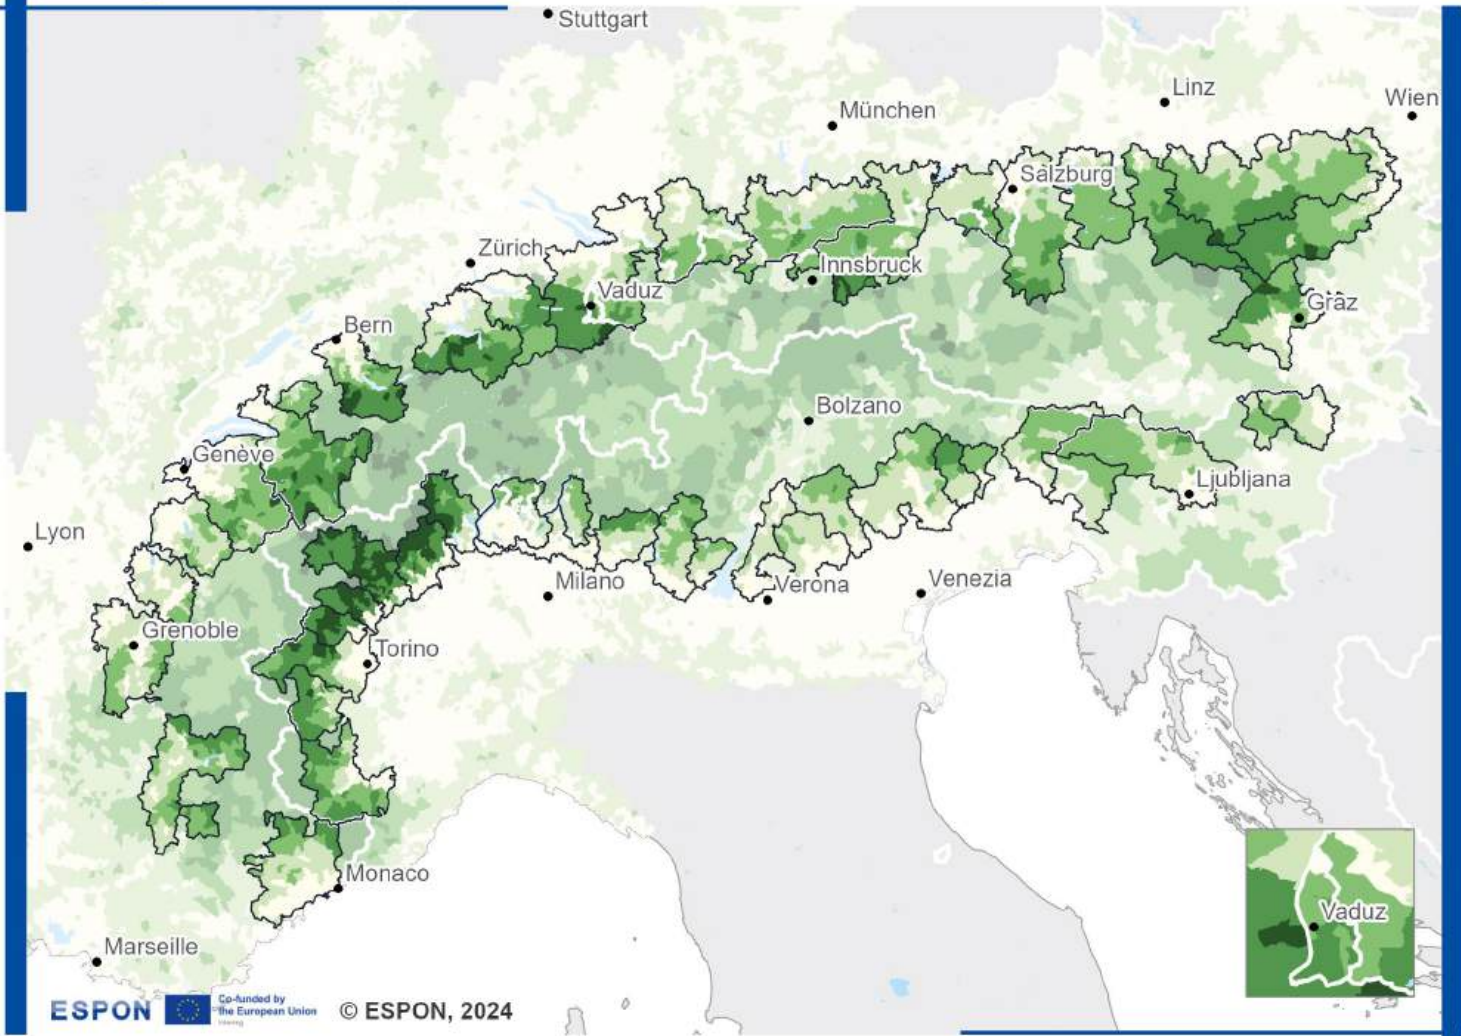 Stuttgart
Linz
Wien
München
Salzburg
Zürich
Innsbruck
Vaduz
Graz
Bern
Bolzano
Genève
Ljubljana
Lyon
Milano
Verona
Venezia
Grenoble
Torino
Monaco
Vaduz
Marseille
ESPON
Co-funded by
the European Union
Interreg
© ESPON, 2024